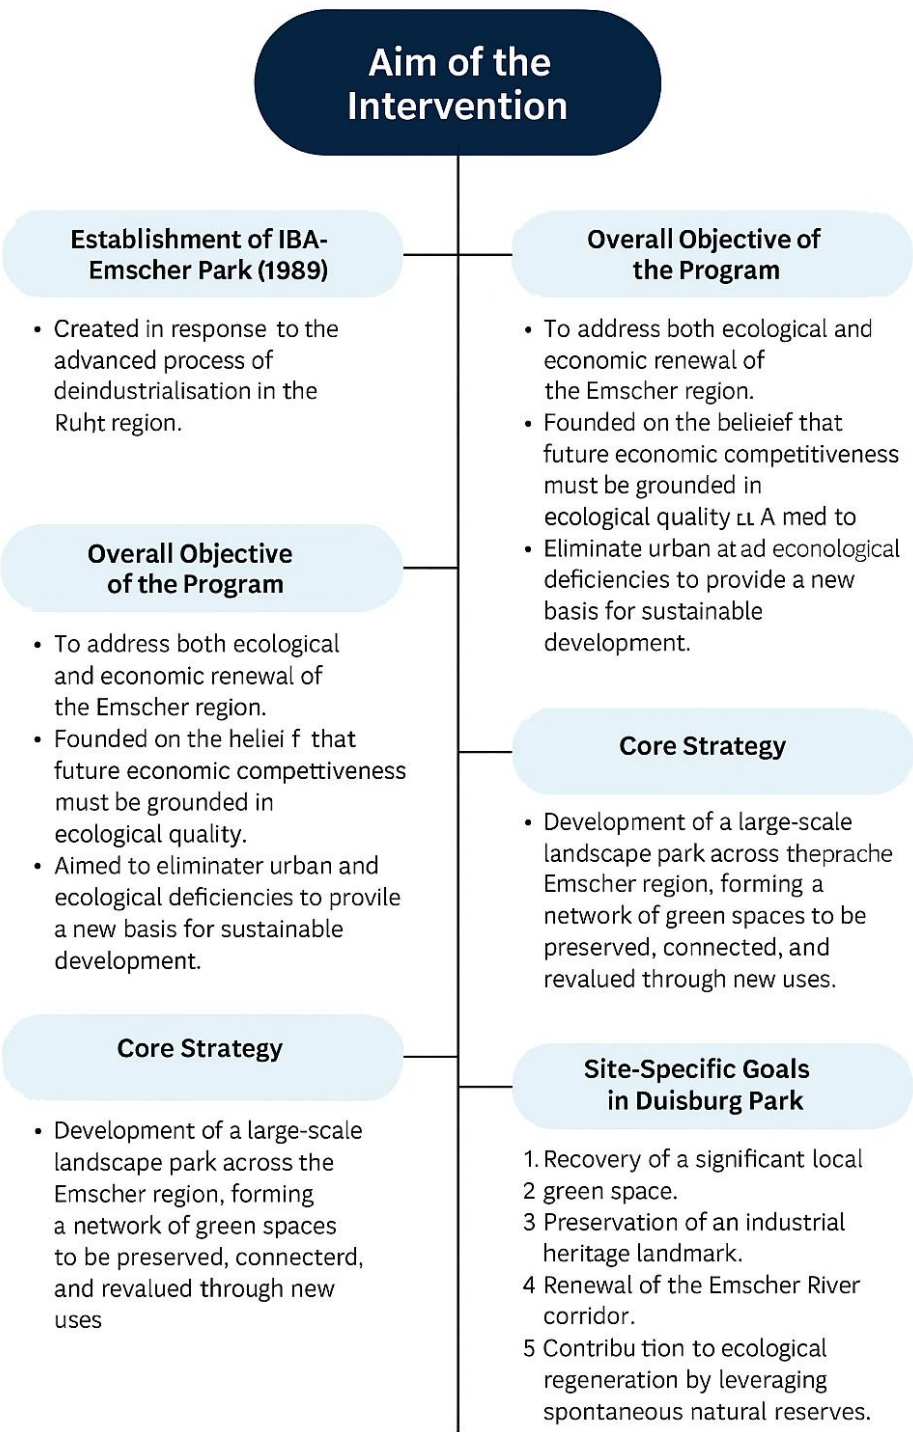 Aim of the
Intervention
Establishment of IBA-
Emscher Park (1989)
• Created in response to the
advanced process of
deindustrialisation in the
Ruht region.
Overall Objective of
the Program
• To address both ecological and
economic renewal of
the Emscher region.
• Founded on the belieief that
future economic competitiveness
must be grounded in
ecological quality LL A med to
• Eliminate urban at ad econological
deficiencies to provide a new
basis for sustainable
development.
Overall Objective
of the Program
• To address both ecological
and economic renewal of
the Emscher region.
• Founded on the heliei f that
future economic compettiveness
must be grounded in
ecological quality.
• Aimed to eliminater urban and
ecological deficiencies to provile
a new basis for sustainable
development.
Core Strategy
• Development of a large-scale
landscape park across theprache
Emscher region, forming a
network of green spaces to be
preserved, connected, and
revalued through new uses.
Core Strategy
• Development of a large-scale
landscape park across the
Emscher region, forming
a network of green spaces
to be preserved, connecterd,
and revalued through new
uses
Site-Specific Goals
in Duisburg Park
1. Recovery of a significant local
2 green space.
3 Preservation of an industrial
heritage landmark.
4 Renewal of the Emscher River
corridor.
5 Contribu tion to ecological
regeneration by leveraging
spontaneous natural reserves.